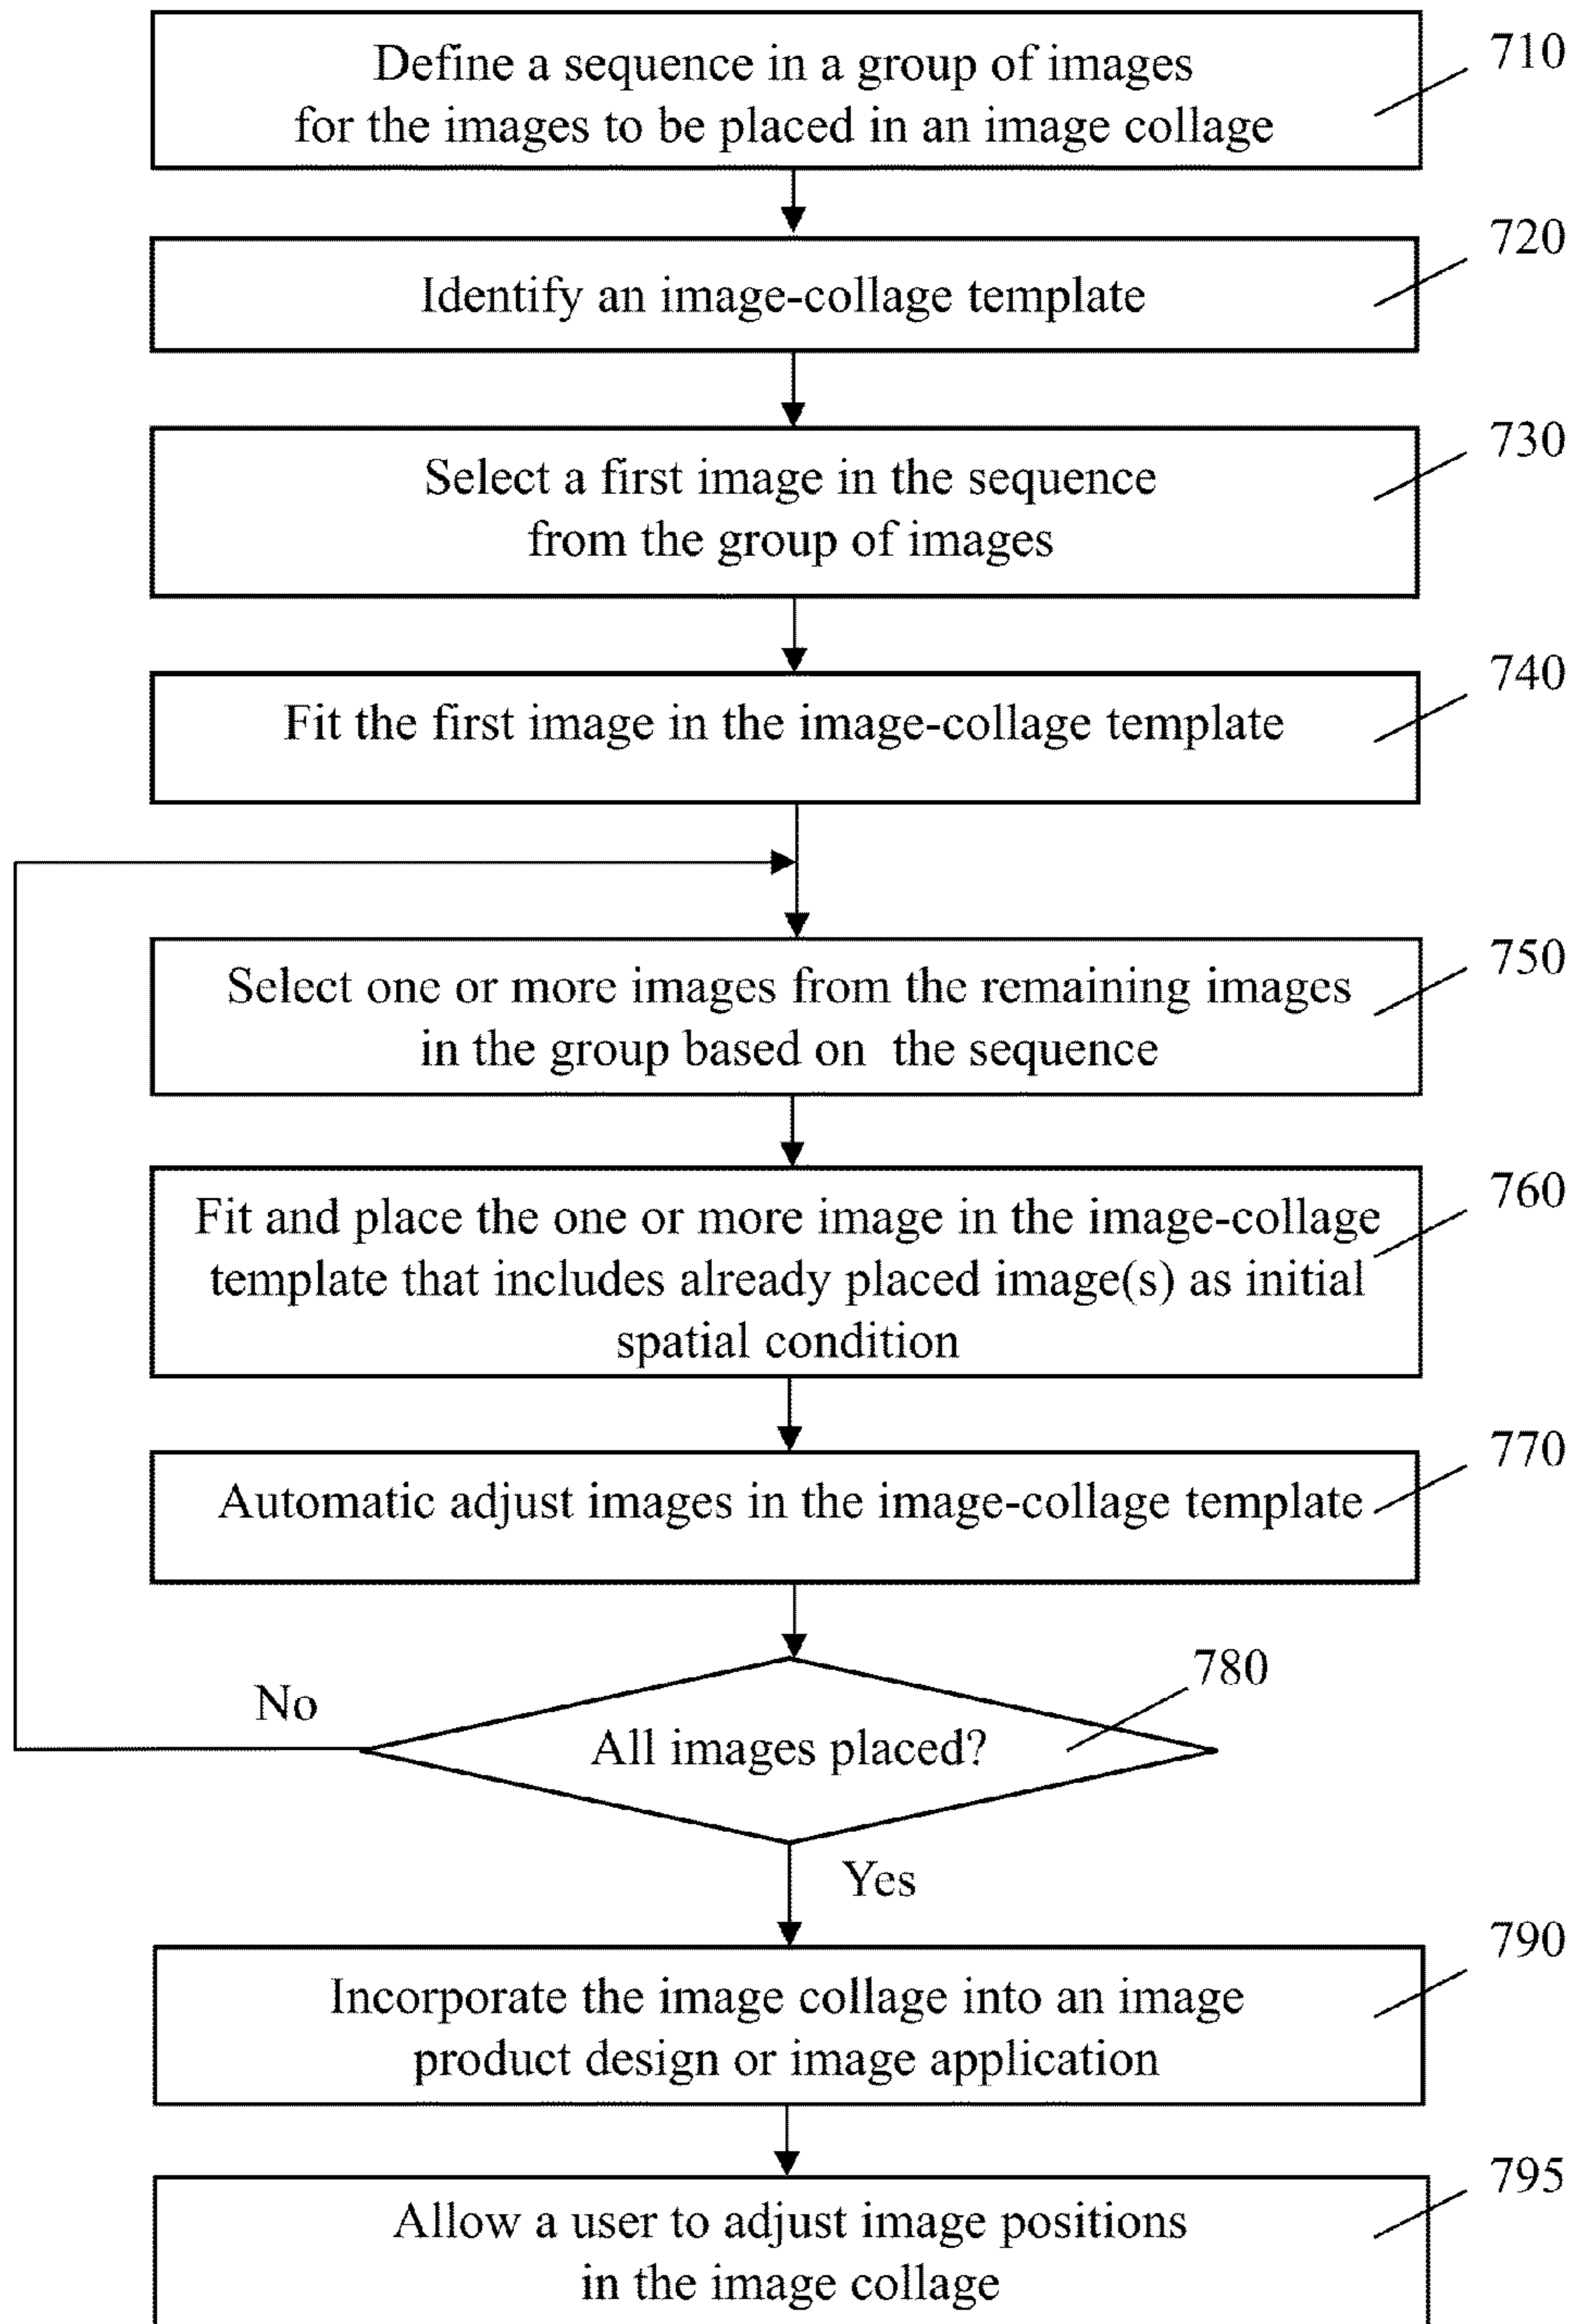 Define a sequence in a group of images
for the images to be placed in an image collage
710
Identify an image-collage template
720
Select a first image in the sequence
from the group of images
730
Fit the first image in the image-collage template
740
Select one or more images from the remaining images
in the group based on the sequence
750
Fit and place the one or more image in the image-collage
template that includes already placed image(s) as initial
spatial condition
760
Automatic adjust images in the image-collage template
770
All images placed?
780
No
Yes
Incorporate the image collage into an image
product design or image application
790
Allow a user to adjust image positions
in the image collage
795